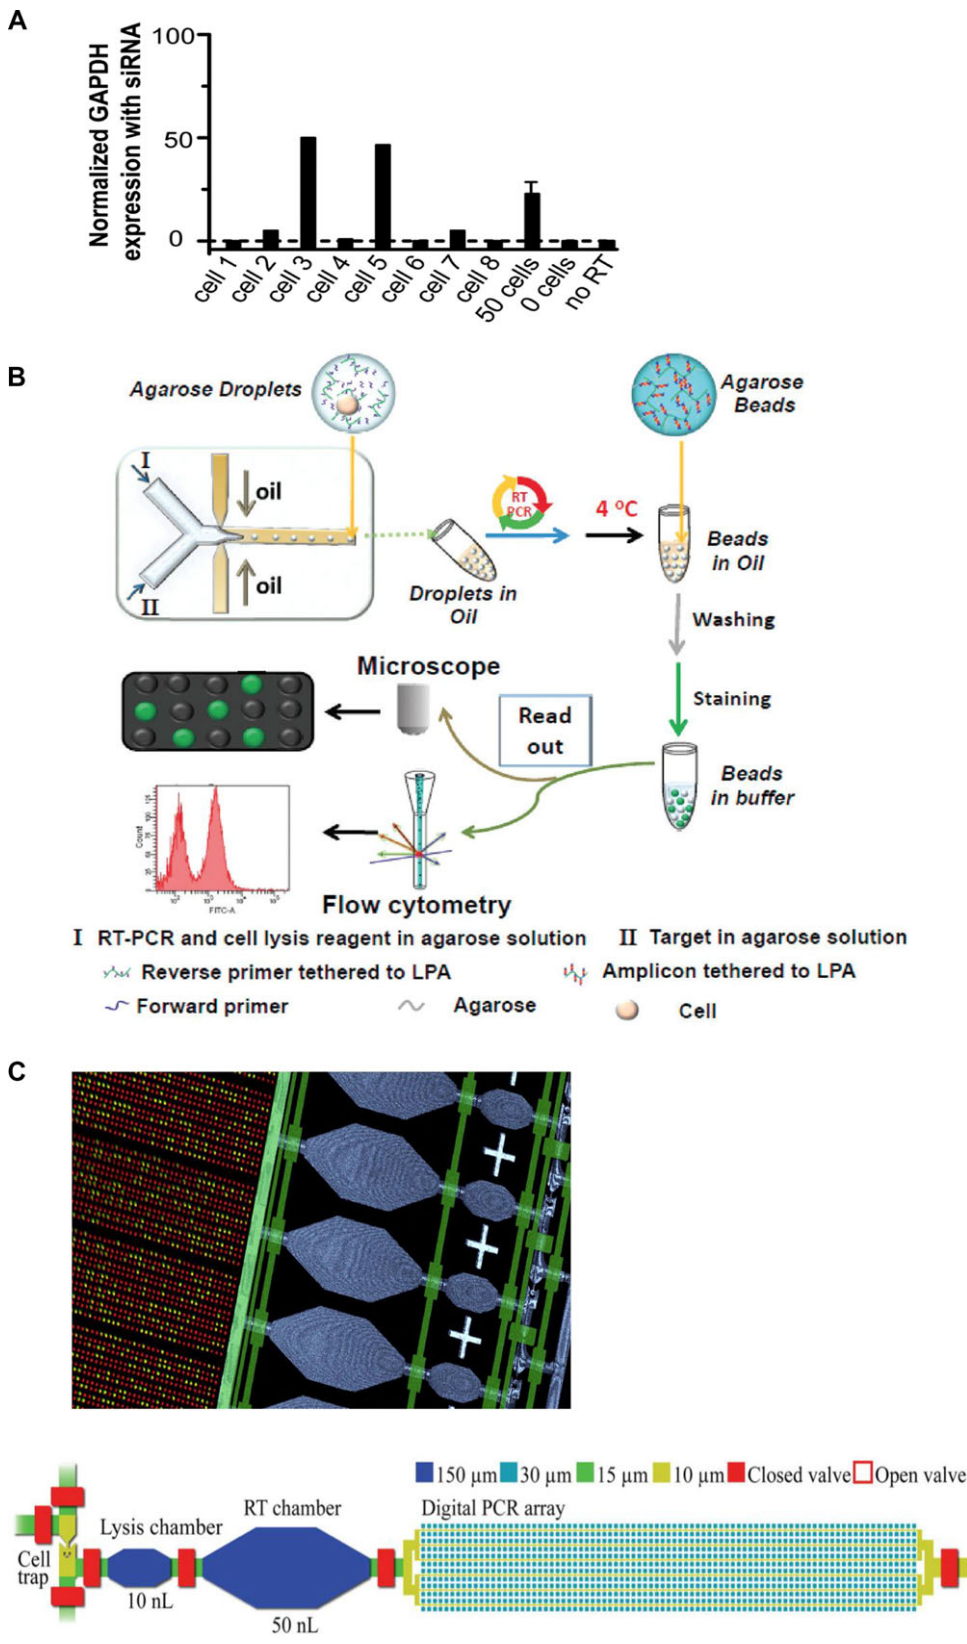 A
Normalized GAPDH
expression with siRNA
100
50
0
cell 1
cell 2
cell 3
cell 4
cell 5
cell 6
cell 7
cell 8
50 cells
0 cells
no RT
B
Agarose Droplets
Agarose
Beads
I
oil
oil
II
RT
PCR
4 °C
Droplets in
Oil
Beads
in Oil
Washing
Microscope
Staining
Read
out
Beads
in buffer
Count
FITC-A
Flow cytometry
I RT-PCR and cell lysis reagent in agarose solution
II Target in agarose solution
Reverse primer tethered to LPA
Amplicon tethered to LPA
Forward primer
Agarose
Cell
C
150 µm
30 µm
15 µm
10 µm
Closed valve
Open valve
Cell
trap
Lysis chamber
10 nL
RT chamber
50 nL
Digital PCR array